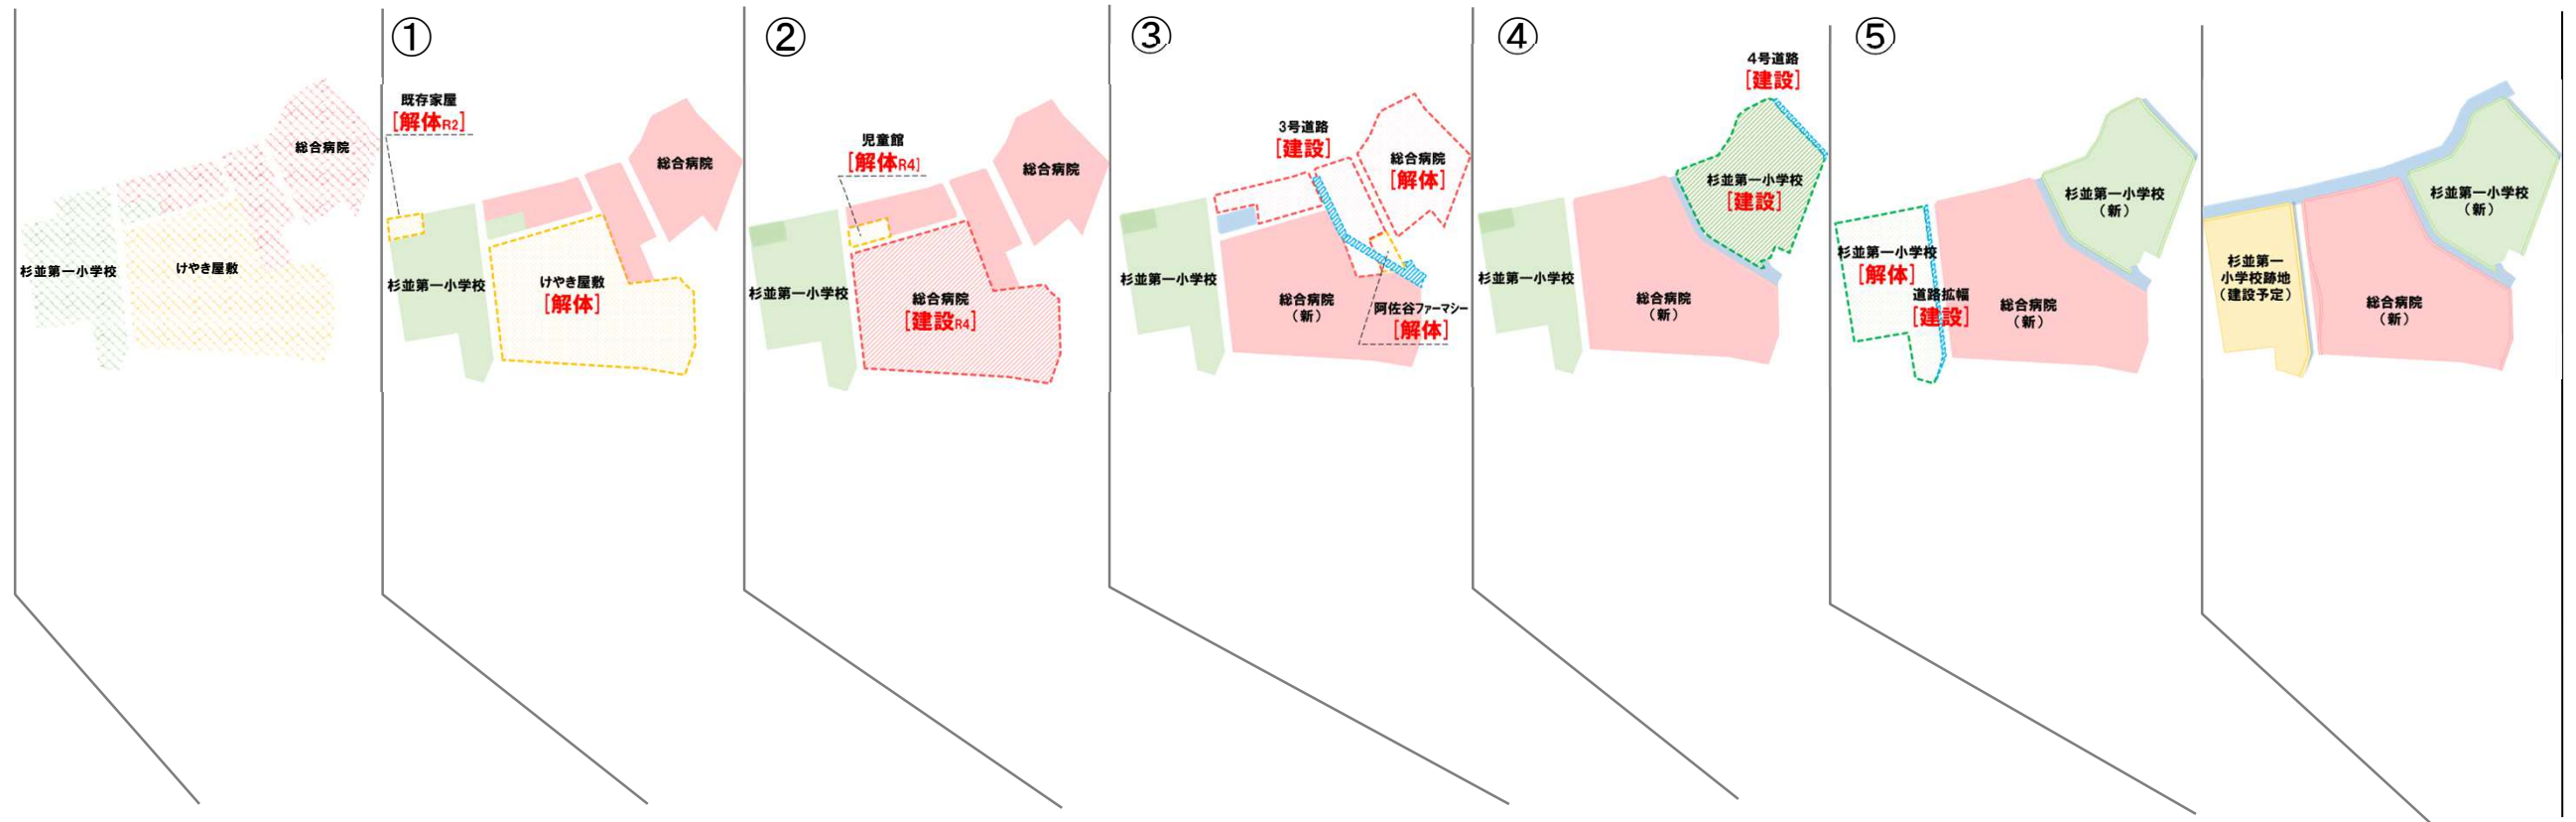 総合病院
杉並第一小学校
けやき屋敷
①
既存家屋
[解体R2]
総合病院
杉並第一小学校
けやき屋敷
[解体]
②
児童館
[解体R4]
総合病院
杉並第一小学校
総合病院
[建設R4]
③
3号道路
[建設]
総合病院
[解体]
杉並第一小学校
総合病院
(新)
阿佐谷ファーマシー
[解体]
④
4号道路
[建設]
杉並第一小学校
[建設]
杉並第一小学校
総合病院
(新)
⑤
杉並第一小学校
(新)
杉並第一小学校
[解体]
道路拡幅
[建設]
総合病院
(新)
杉並第一小学校
(新)
杉並第一
小学校跡地
(建設予定)
総合病院
(新)